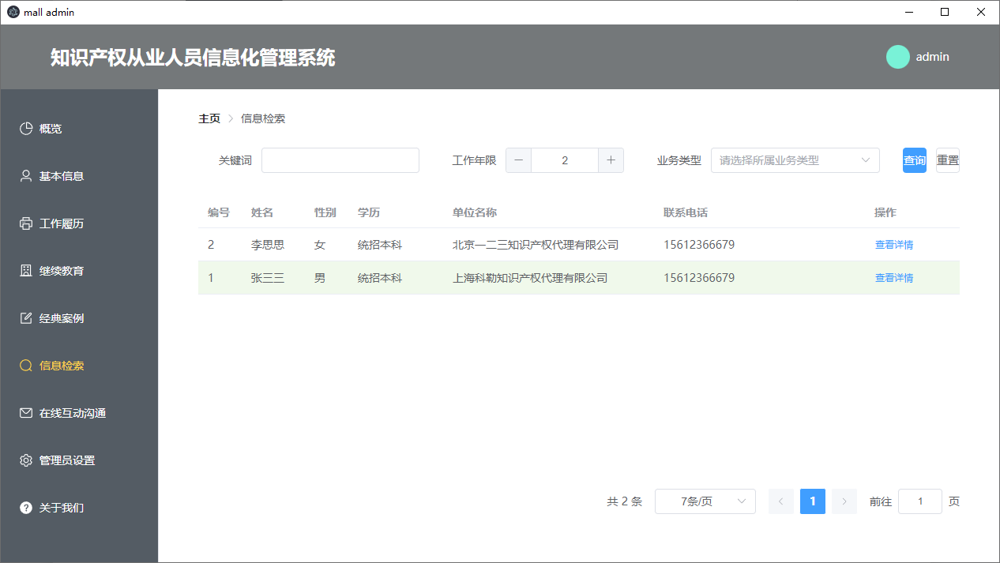 mall admin
知识产权从业人员信息化管理系统
admin
概览
基本信息
工作履历
继续教育
经典案例
信息检索
在线互动沟通
管理员设置
关于我们
主页 信息检索
关键词 工作年限 2 业务类型 请选择所属业务类型 查询 重置
编号 姓名 性别 学历 单位名称 联系电话 操作
2 李思思 女 统招本科 北京一二三知识产权代理有限公司 15612366679 查看详情
1 张三三 男 统招本科 上海科勒知识产权代理有限公司 15612366679 查看详情
共 2 条 7条/页 1 前往 1 页